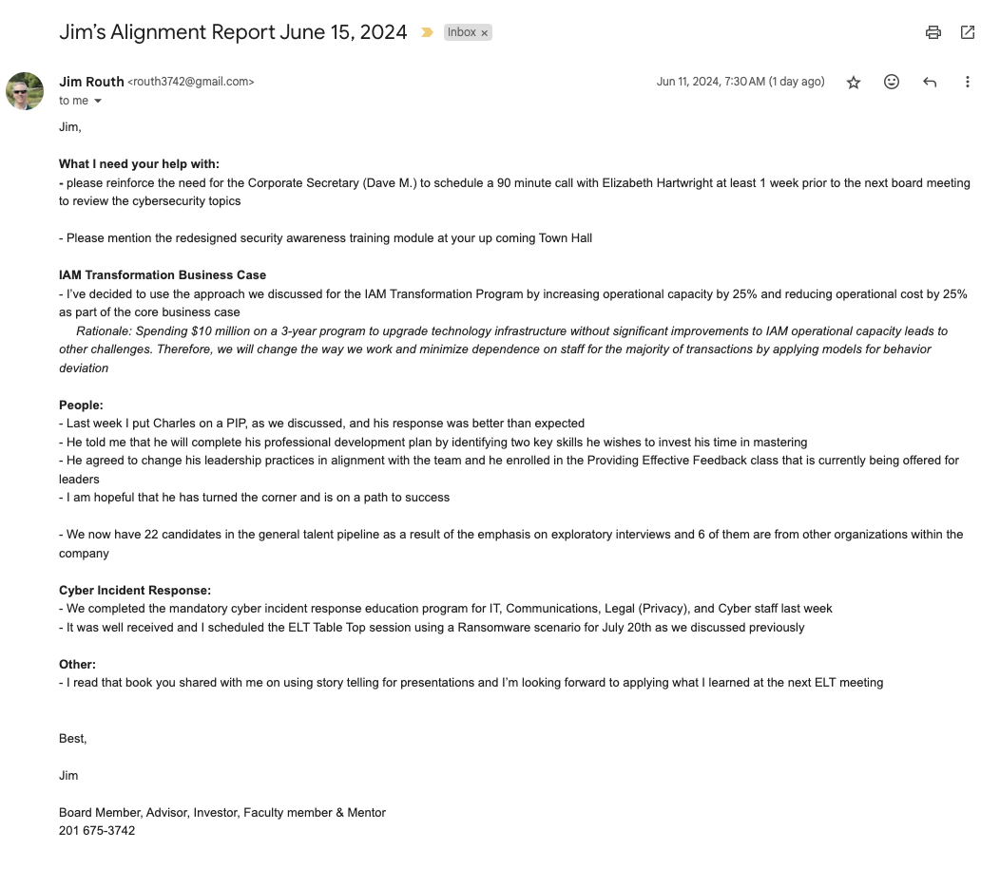 Jim's Alignment Report June 15, 2024 Inbox ×
Jim Routh <routh3742@gmail.com> Jun 11, 2024, 7:30 AM (1 day ago)
to me
Jim,
What I need your help with:
- please reinforce the need for the Corporate Secretary (Dave M.) to schedule a 90 minute call with Elizabeth Hartwright at least 1 week prior to the next board meeting
to review the cybersecurity topics
- Please mention the redesigned security awareness training module at your up coming Town Hall
IAM Transformation Business Case
- I've decided to use the approach we discussed for the IAM Transformation Program by increasing operational capacity by 25% and reducing operational cost by 25%
as part of the core business case
Rationale: Spending $10 million on a 3-year program to upgrade technology infrastructure without significant improvements to IAM operational capacity leads to
other challenges. Therefore, we will change the way we work and minimize dependence on staff for the majority of transactions by applying models for behavior
deviation
People:
- Last week I put Charles on a PIP, as we discussed, and his response was better than expected
- He told me that he will complete his professional development plan by identifying two key skills he wishes to invest his time in mastering
- He agreed to change his leadership practices in alignment with the team and he enrolled in the Providing Effective Feedback class that is currently being offered for
leaders
- I am hopeful that he has turned the corner and is on a path to success
- We now have 22 candidates in the general talent pipeline as a result of the emphasis on exploratory interviews and 6 of them are from other organizations within the
company
Cyber Incident Response:
- We completed the mandatory cyber incident response education program for IT, Communications, Legal (Privacy), and Cyber staff last week
- It was well received and I scheduled the ELT Table Top session using a Ransomware scenario for July 20th as we discussed previously
Other:
- I read that book you shared with me on using story telling for presentations and I'm looking forward to applying what I learned at the next ELT meeting
Best,
Jim
Board Member, Advisor, Investor, Faculty member & Mentor
201 675-3742